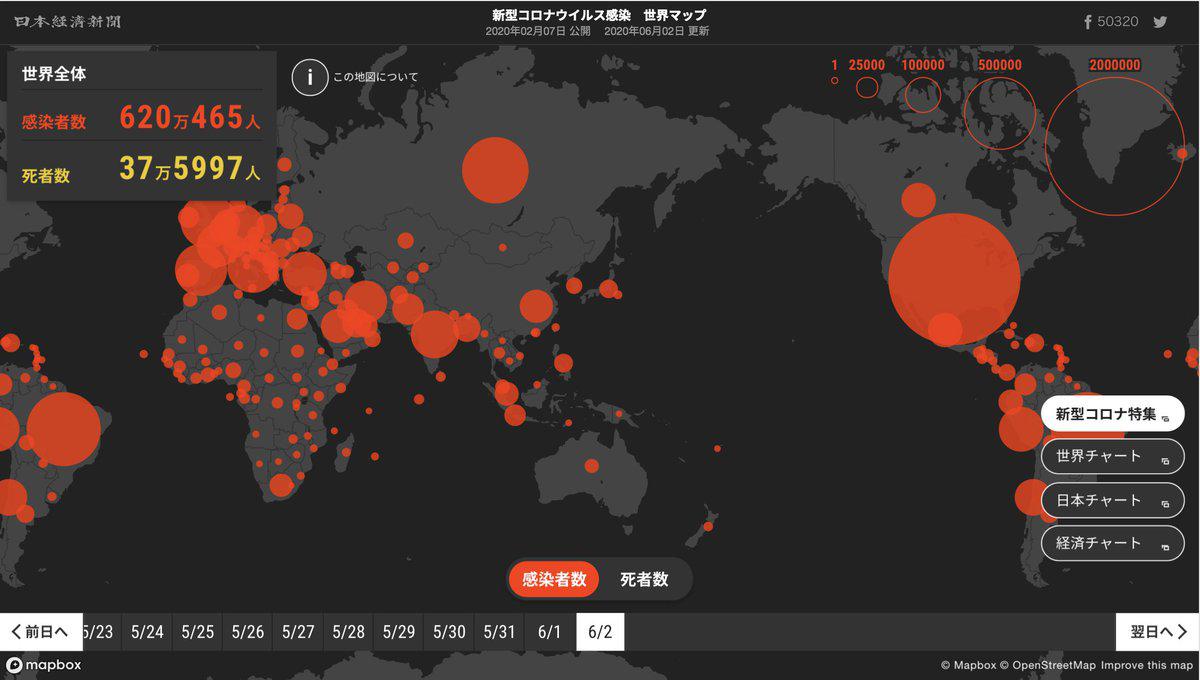 日本経済新聞
新型コロナウイルス感染　世界マップ
2020年02月07日 公開　2020年06月02日 更新
50320
世界全体
感染者数 620万465人
死者数 37万5997人
i この地図について
1 25000 100000 500000 2000000
新型コロナ特集
世界チャート
日本チャート
経済チャート
感染者数 死者数
前日へ 5/23 5/24 5/25 5/26 5/27 5/28 5/29 5/30 5/31 6/1 6/2 翌日へ
mapbox
© Mapbox © OpenStreetMap Improve this map